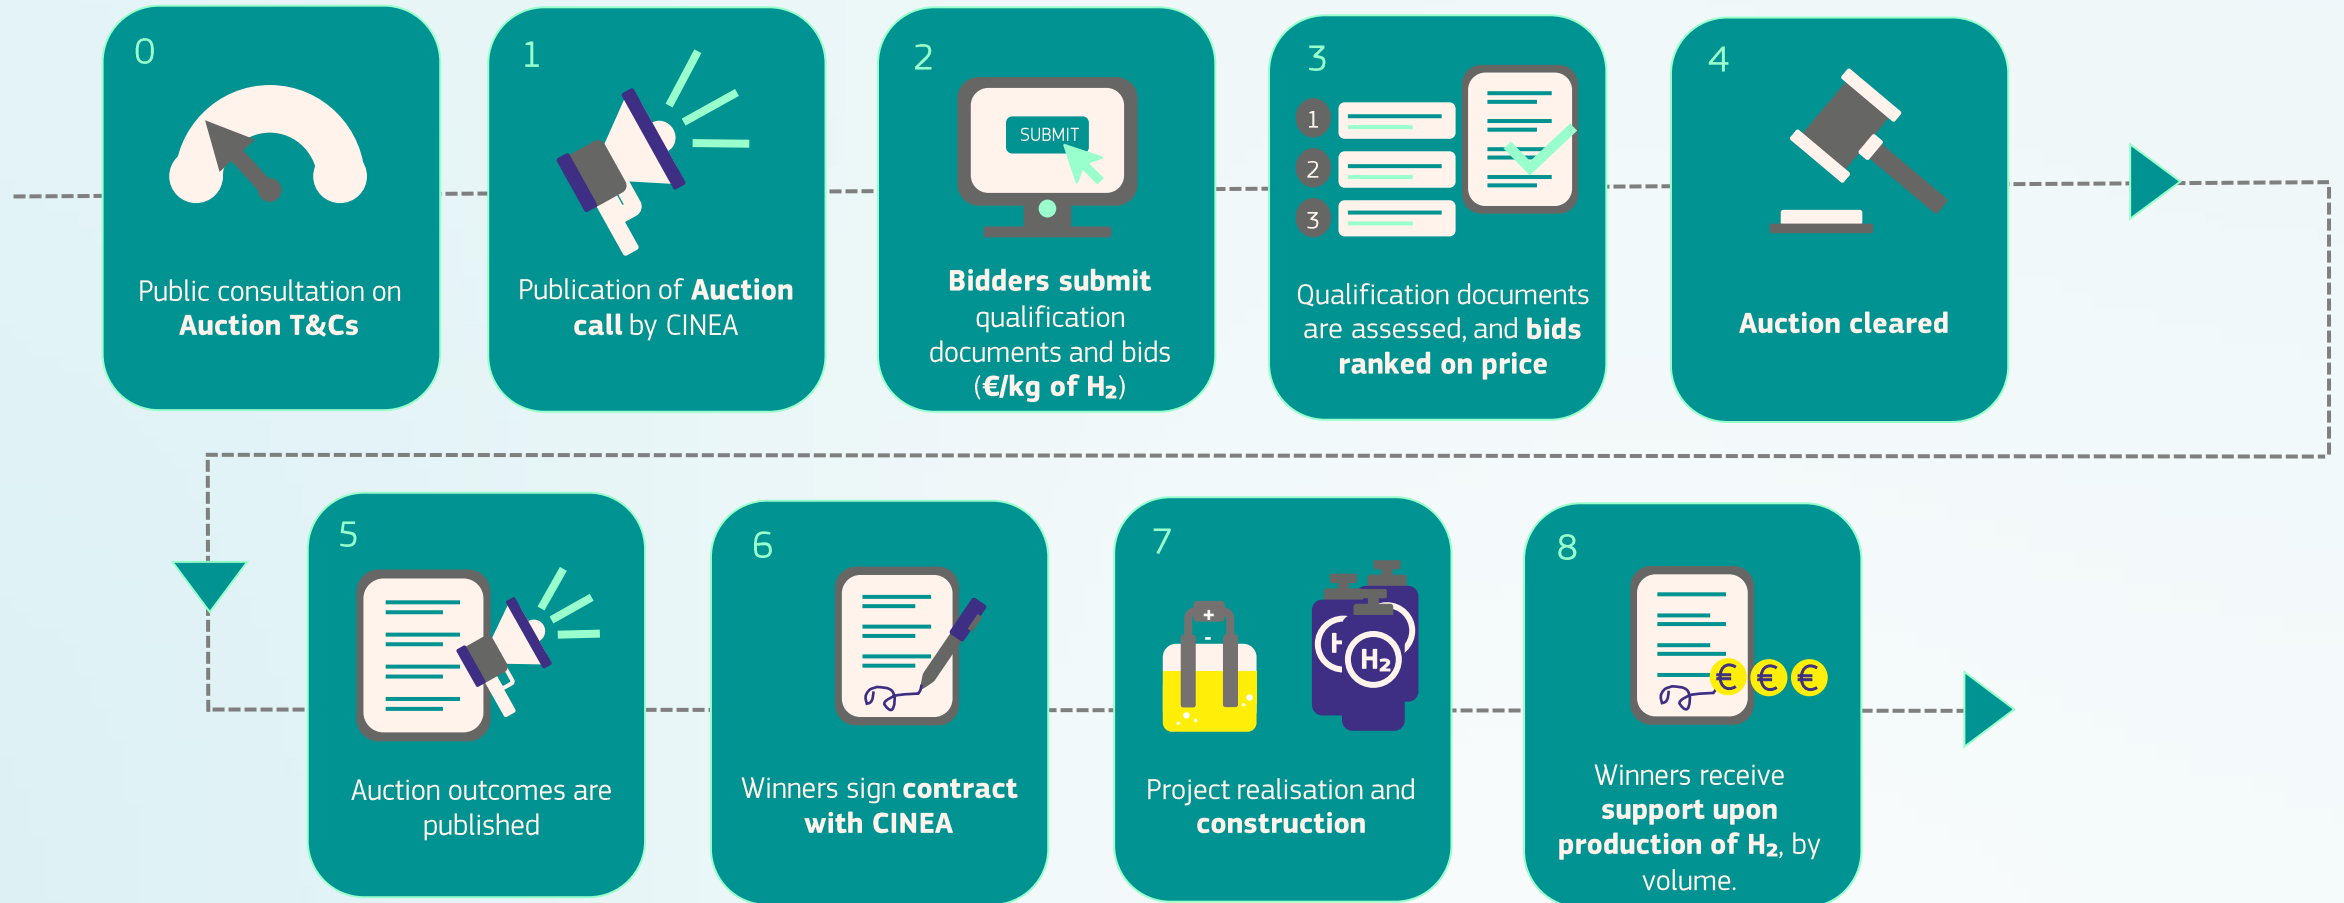 0
Public consultation on
Auction T&Cs
1
Publication of Auction
call by CINEA
2
SUBMIT
Bidders submit
qualification
documents and bids
(€/kg of H₂)
3
1
2
3
Qualification documents
are assessed, and bids
ranked on price
4
Auction cleared
5
Auction outcomes are
published
6
Winners sign contract
with CINEA
7
+
-
H
H₂
Project realisation and
construction
8
€ € €
Winners receive
support upon
production of H₂, by
volume.